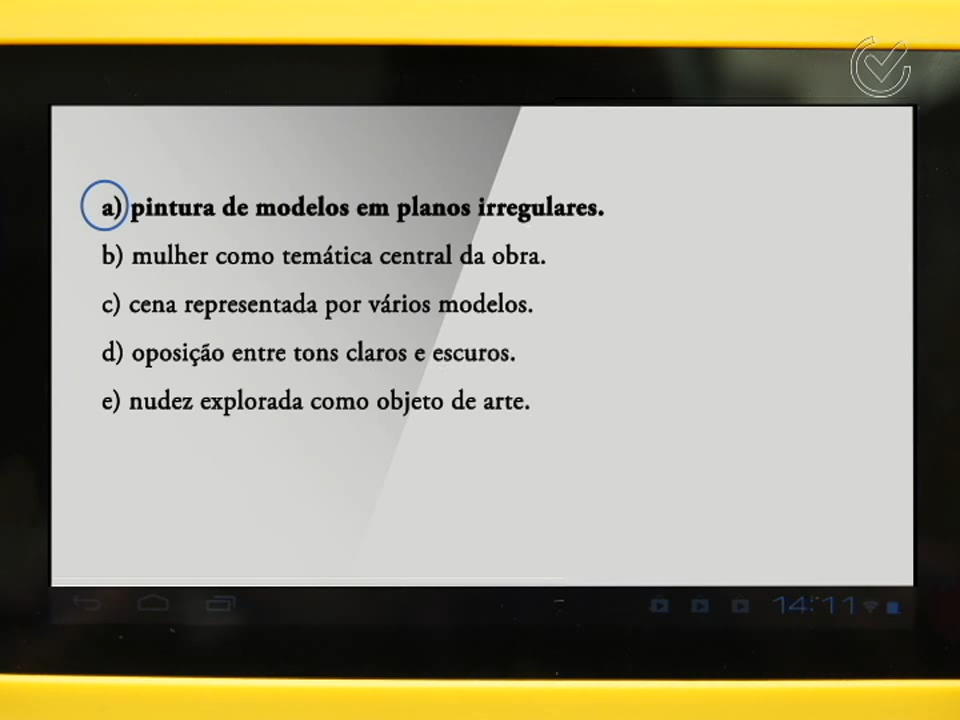 a) pintura de modelos em planos irregulares.
b) mulher como temática central da obra.
c) cena representada por vários modelos.
d) oposição entre tons claros e escuros.
e) nudez explorada como objeto de arte.
14:11